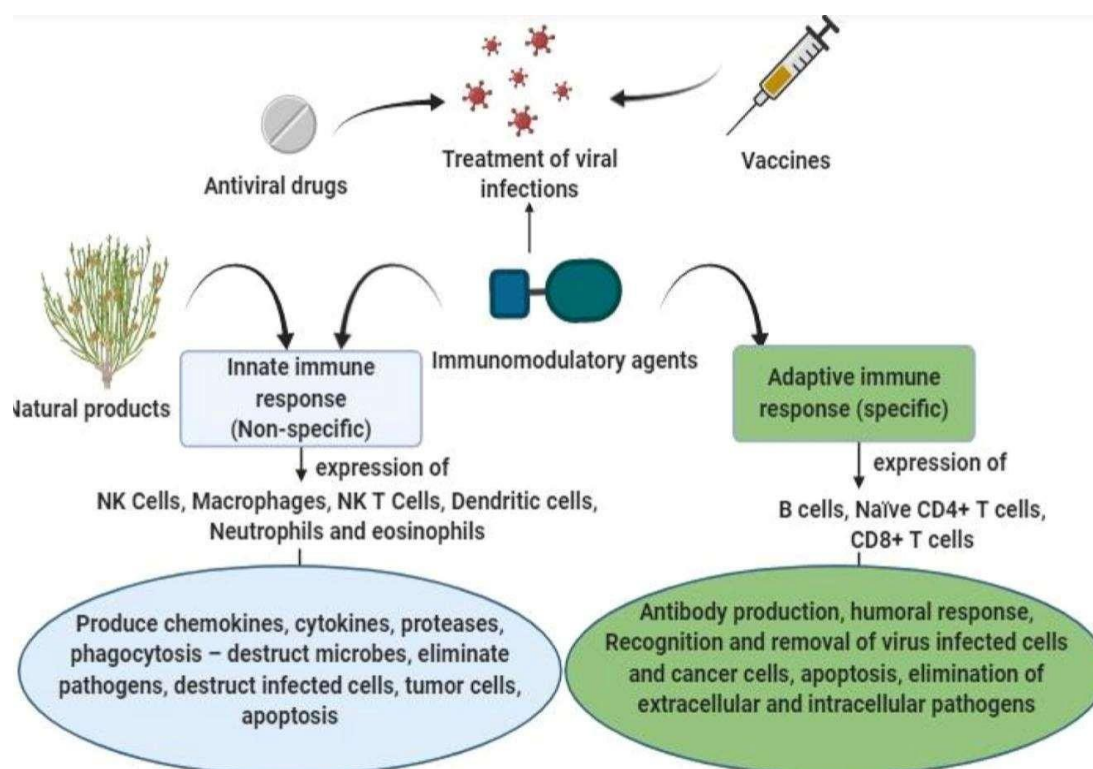 Treatment of viral
infections
Antiviral drugs
Vaccines
Natural products
Immunomodulatory agents
Innate immune
response
(Non-specific)
Adaptive immune
response (specific)
expression of
expression of
NK Cells, Macrophages, NK T Cells, Dendritic cells,
Neutrophils and eosinophils
B cells, Naïve CD4+ T cells,
CD8+ T cells
Produce chemokines, cytokines, proteases,
phagocytosis – destruct microbes, eliminate
pathogens, destruct infected cells, tumor cells,
apoptosis
Antibody production, humoral response,
Recognition and removal of virus infected cells
and cancer cells, apoptosis, elimination of
extracellular and intracellular pathogens